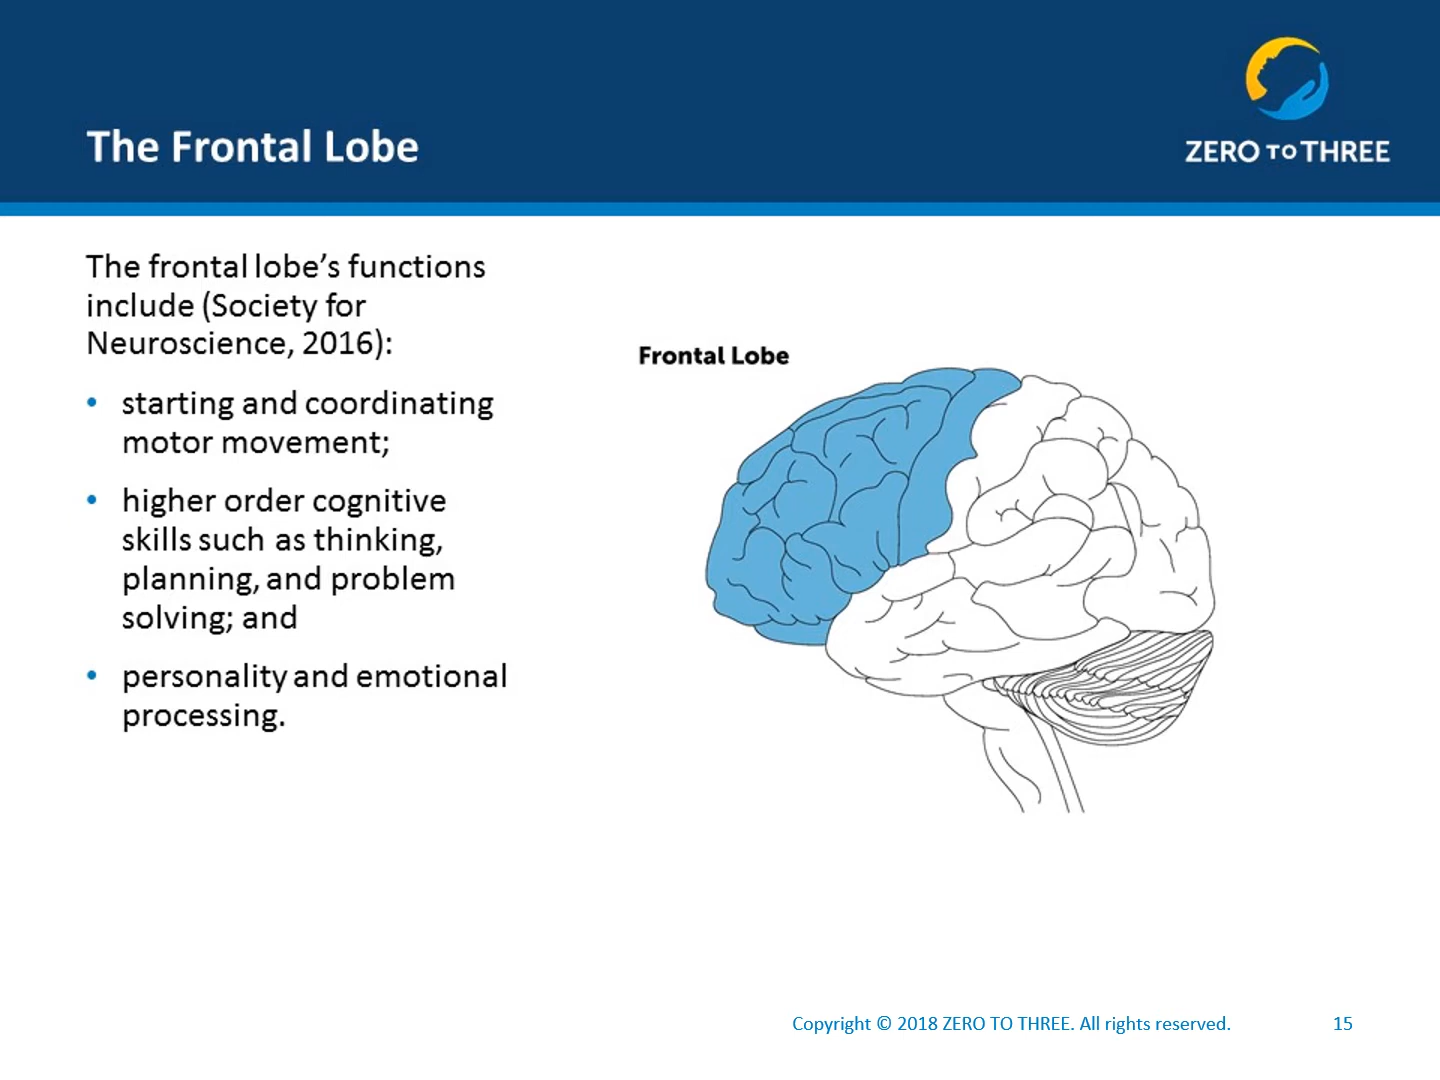 The Frontal Lobe
ZERO TO THREE
The frontal lobe's functions
include (Society for
Neuroscience, 2016):
• starting and coordinating
motor movement;
• higher order cognitive
skills such as thinking,
planning, and problem
solving; and
• personality and emotional
processing.
Frontal Lobe
Copyright © 2018 ZERO TO THREE. All rights reserved.
15